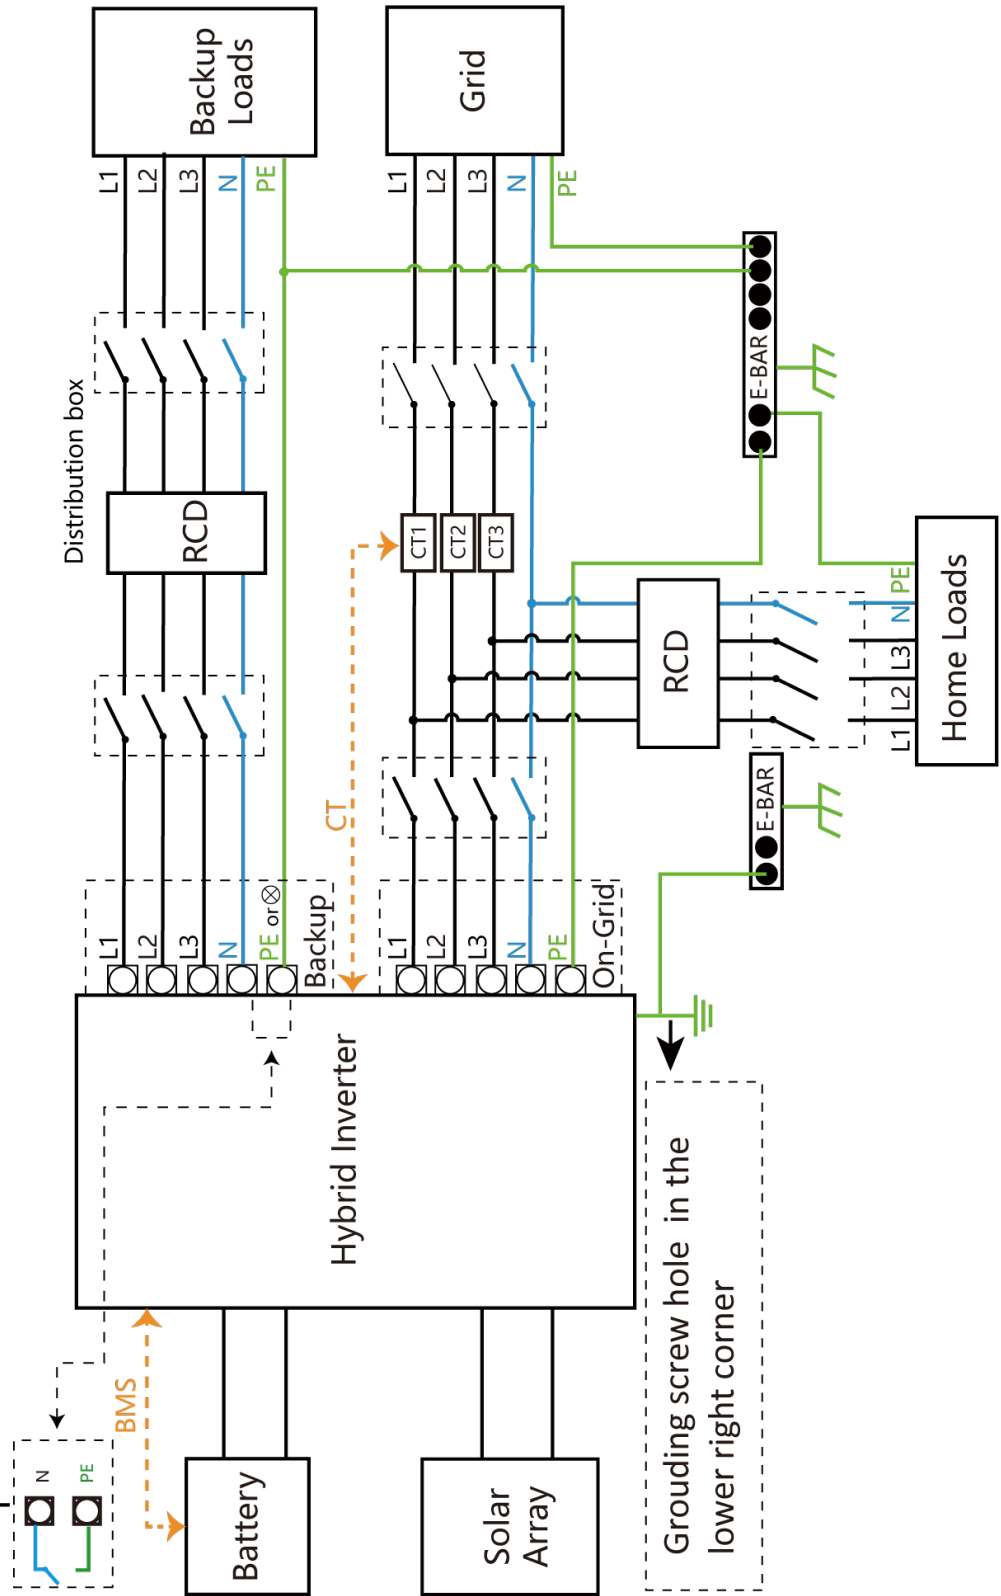 Backup
Loads
L1
L2
L3
N
PE
Grid
L1
L2
L3
N
PE
Distribution box
RCD
E-BAR
CT1
CT2
CT3
CT
RCD
L1
L2
L3
N
PE
Home Loads
E-BAR
L1
L2
L3
N
PE or
Backup
L1
L2
L3
N
PE
On-Grid
Hybrid Inverter
BMS
N
PE
Battery
Solar
Array
Grouding screw hole in the
lower right corner